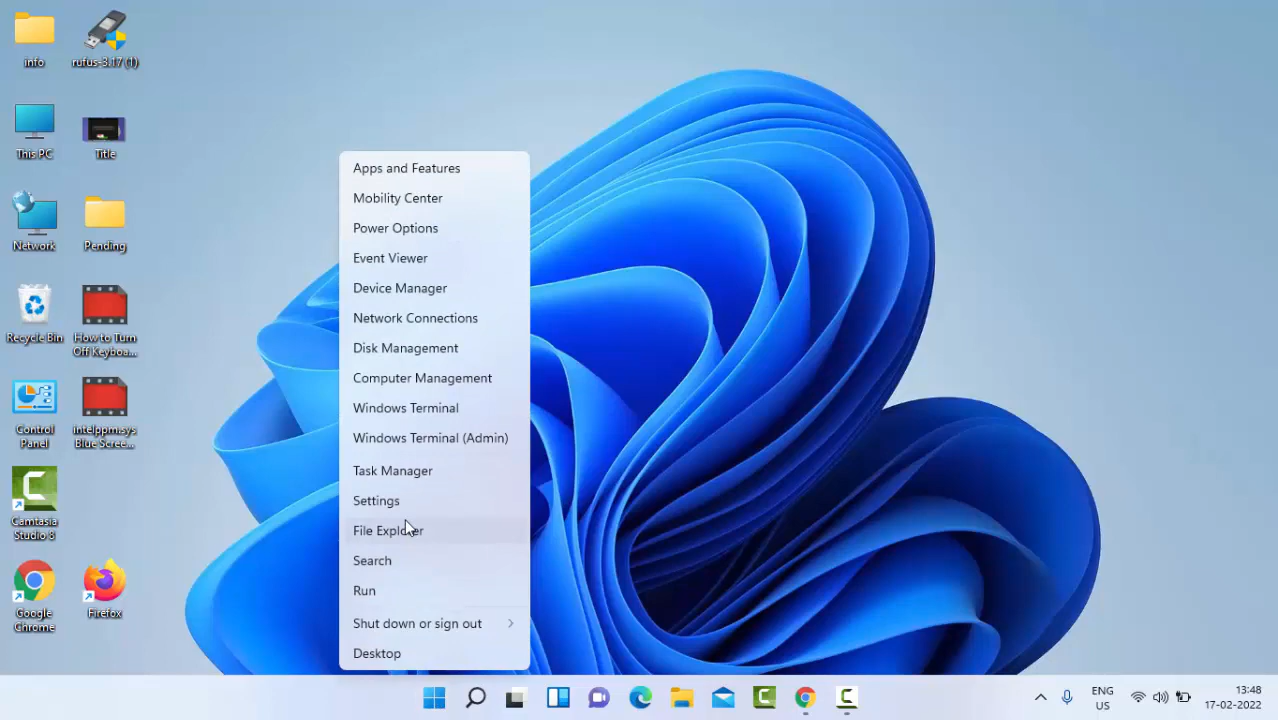 info
rufus-3.17 (1)
This PC
Title
Network
Pending
Recycle Bin
How to Turn
Off Keyboa...
Control
Panel
intelppm.sys
Blue Scree...
Camtasia
Studio 8
Google
Chrome
Firefox
Apps and Features
Mobility Center
Power Options
Event Viewer
Device Manager
Network Connections
Disk Management
Computer Management
Windows Terminal
Windows Terminal (Admin)
Task Manager
Settings
File Explorer
Search
Run
Shut down or sign out
Desktop
ENG
US
13:48
17-02-2022